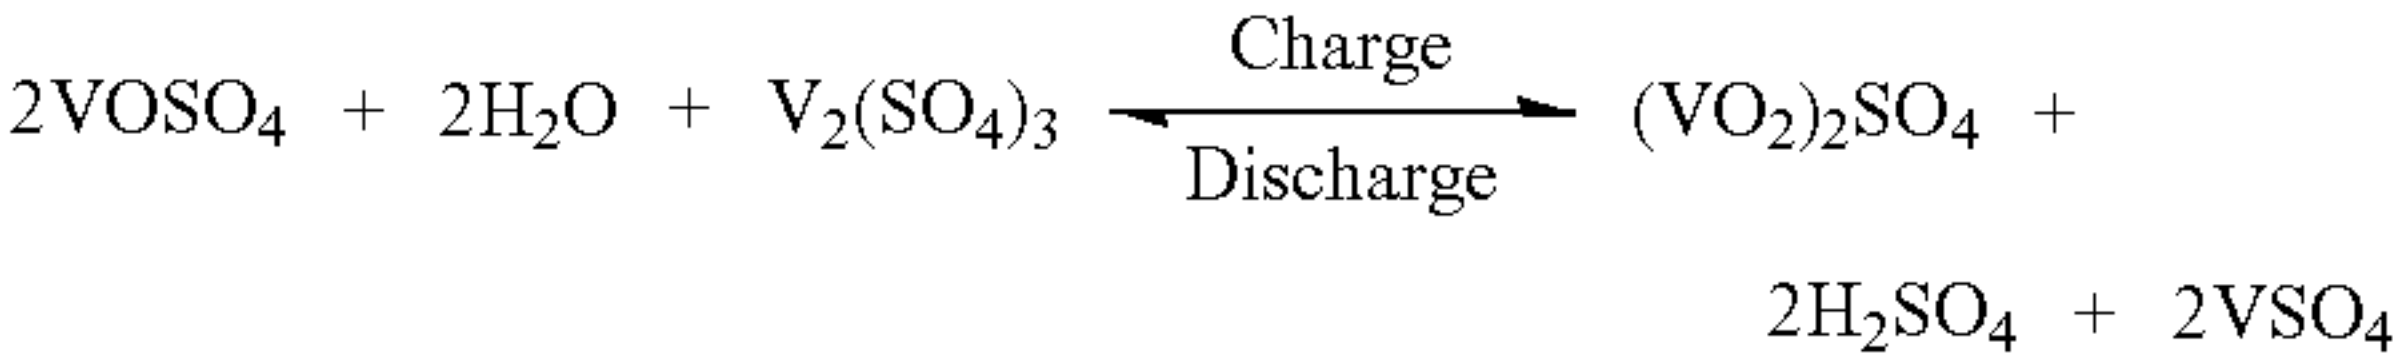 Charge
2VOSO₄ + 2H₂O + V₂(SO₄)₃ ⇌ (VO₂)₂SO₄ +
Discharge
2H₂SO₄ + 2VSO₄